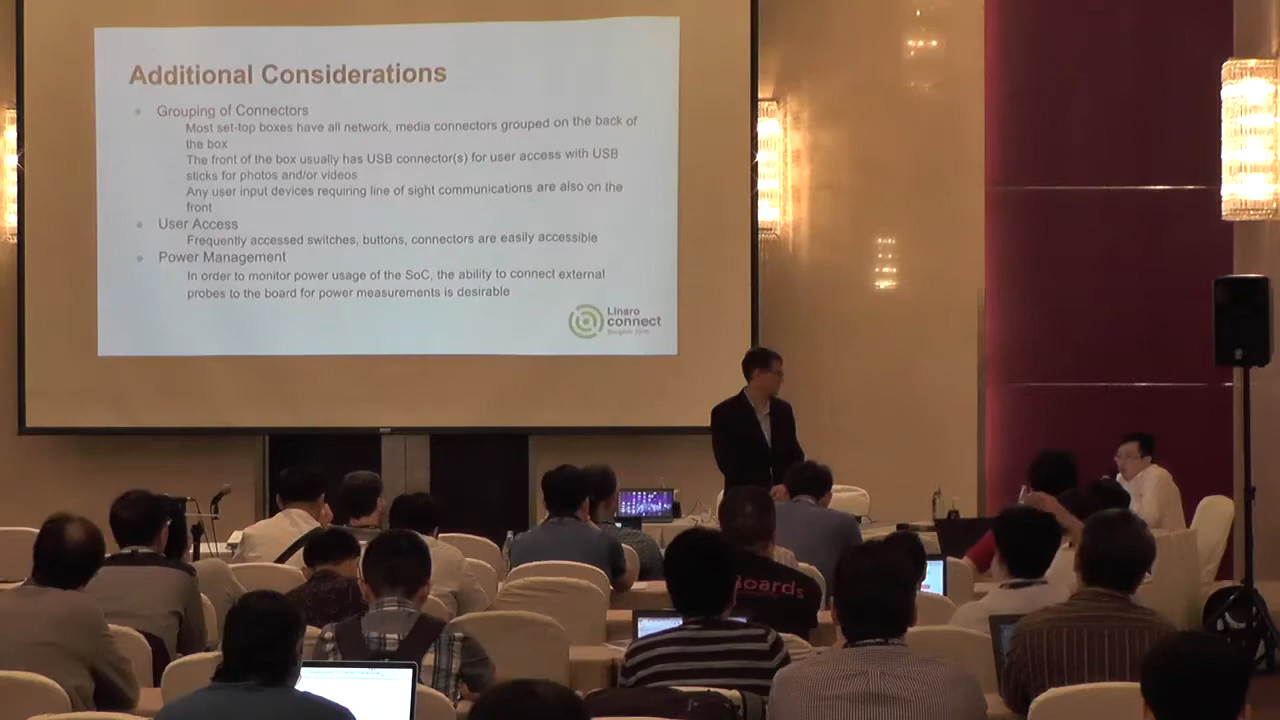 Additional Considerations
Grouping of Connectors
Most set-top boxes have all network, media connectors grouped on the back of
the box
The front of the box usually has USB connector(s) for user access with USB
sticks for photos and/or videos
Any user input devices requiring line of sight communications are also on the
front
User Access
Frequently accessed switches, buttons, connectors are easily accessible
Power Management
In order to monitor power usage of the SoC, the ability to connect external
probes to the board for power measurements is desirable
Linaro
connect
Boards